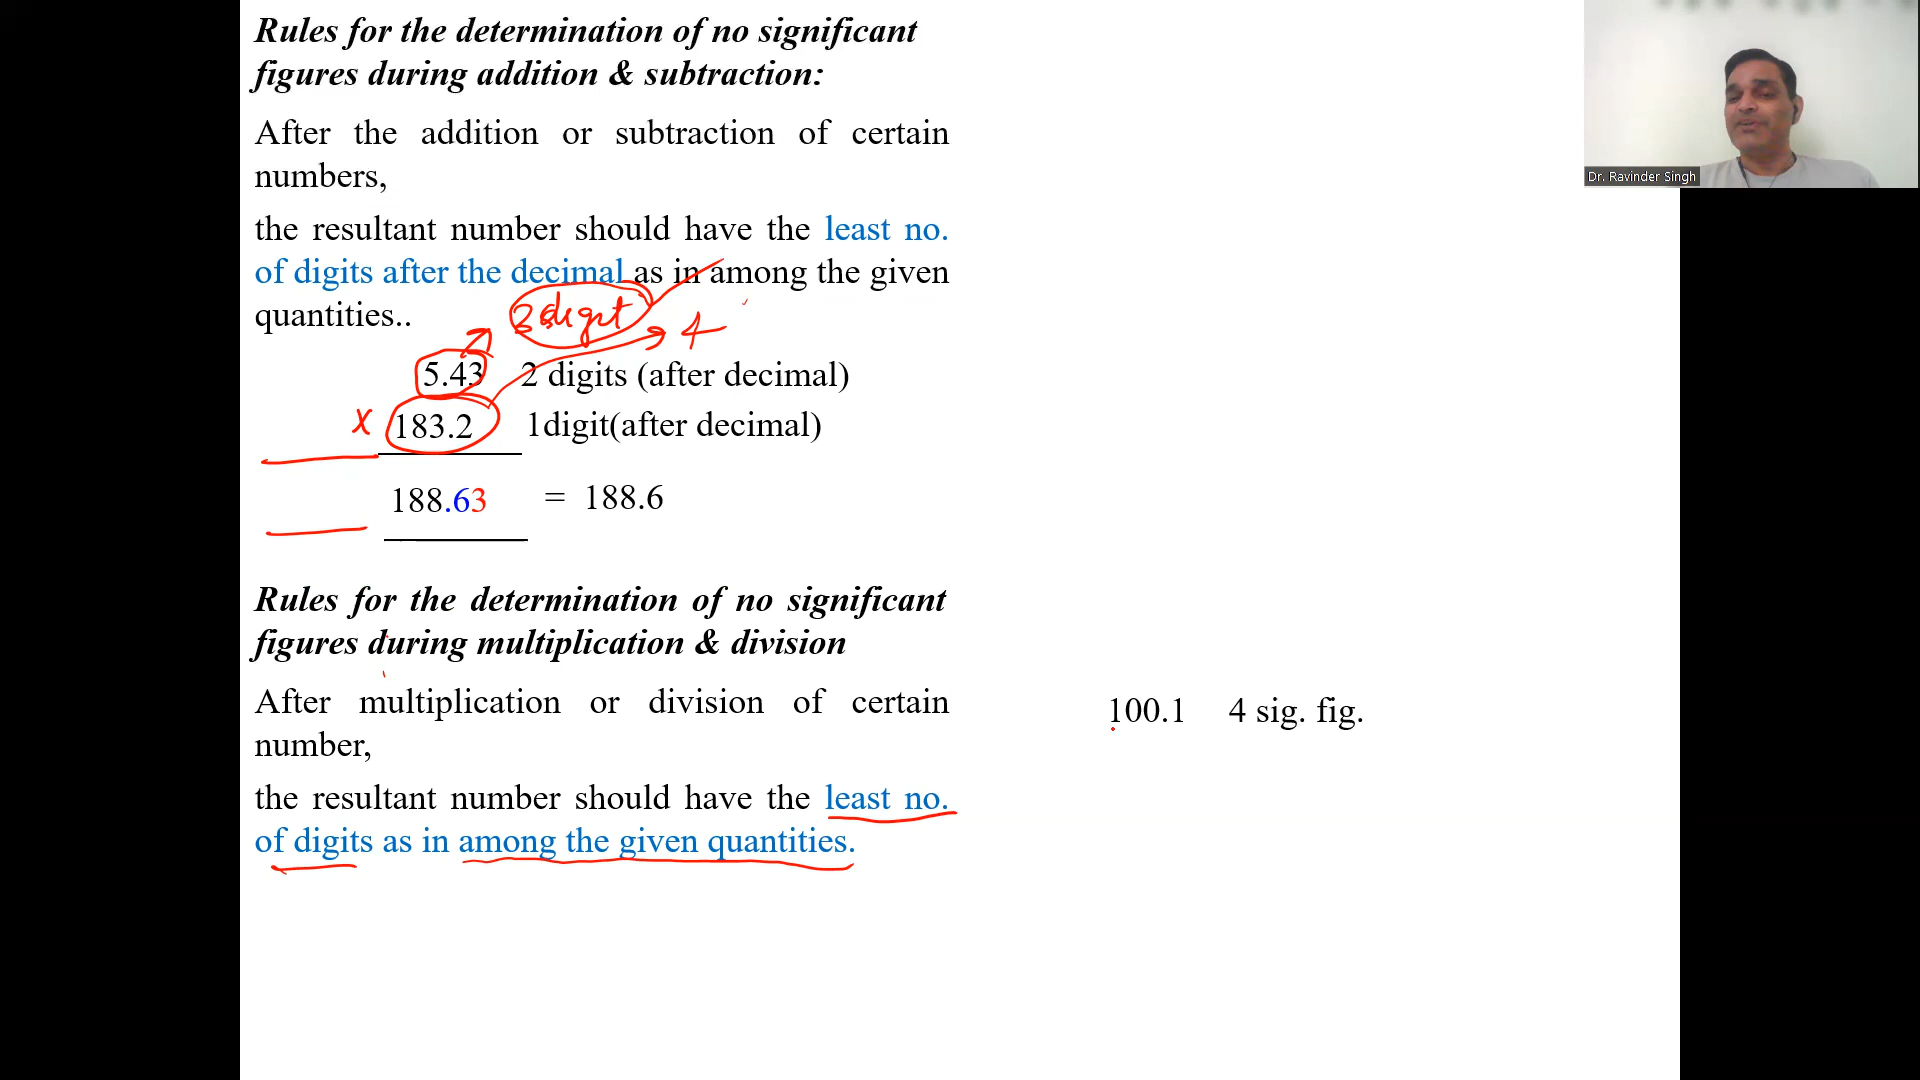 Rules for the determination of no significant
figures during addition & subtraction:
After the addition or subtraction of certain
numbers,
the resultant number should have the least no.
of digits after the decimal as in among the given
quantities..
3 digit
4
5.43 2 digits (after decimal)
x 183.2 1digit(after decimal)
188.63 = 188.6
Rules for the determination of no significant
figures during multiplication & division
After multiplication or division of certain
number,
the resultant number should have the least no.
of digits as in among the given quantities.
100.1 4 sig. fig.
Dr. Ravinder Singh